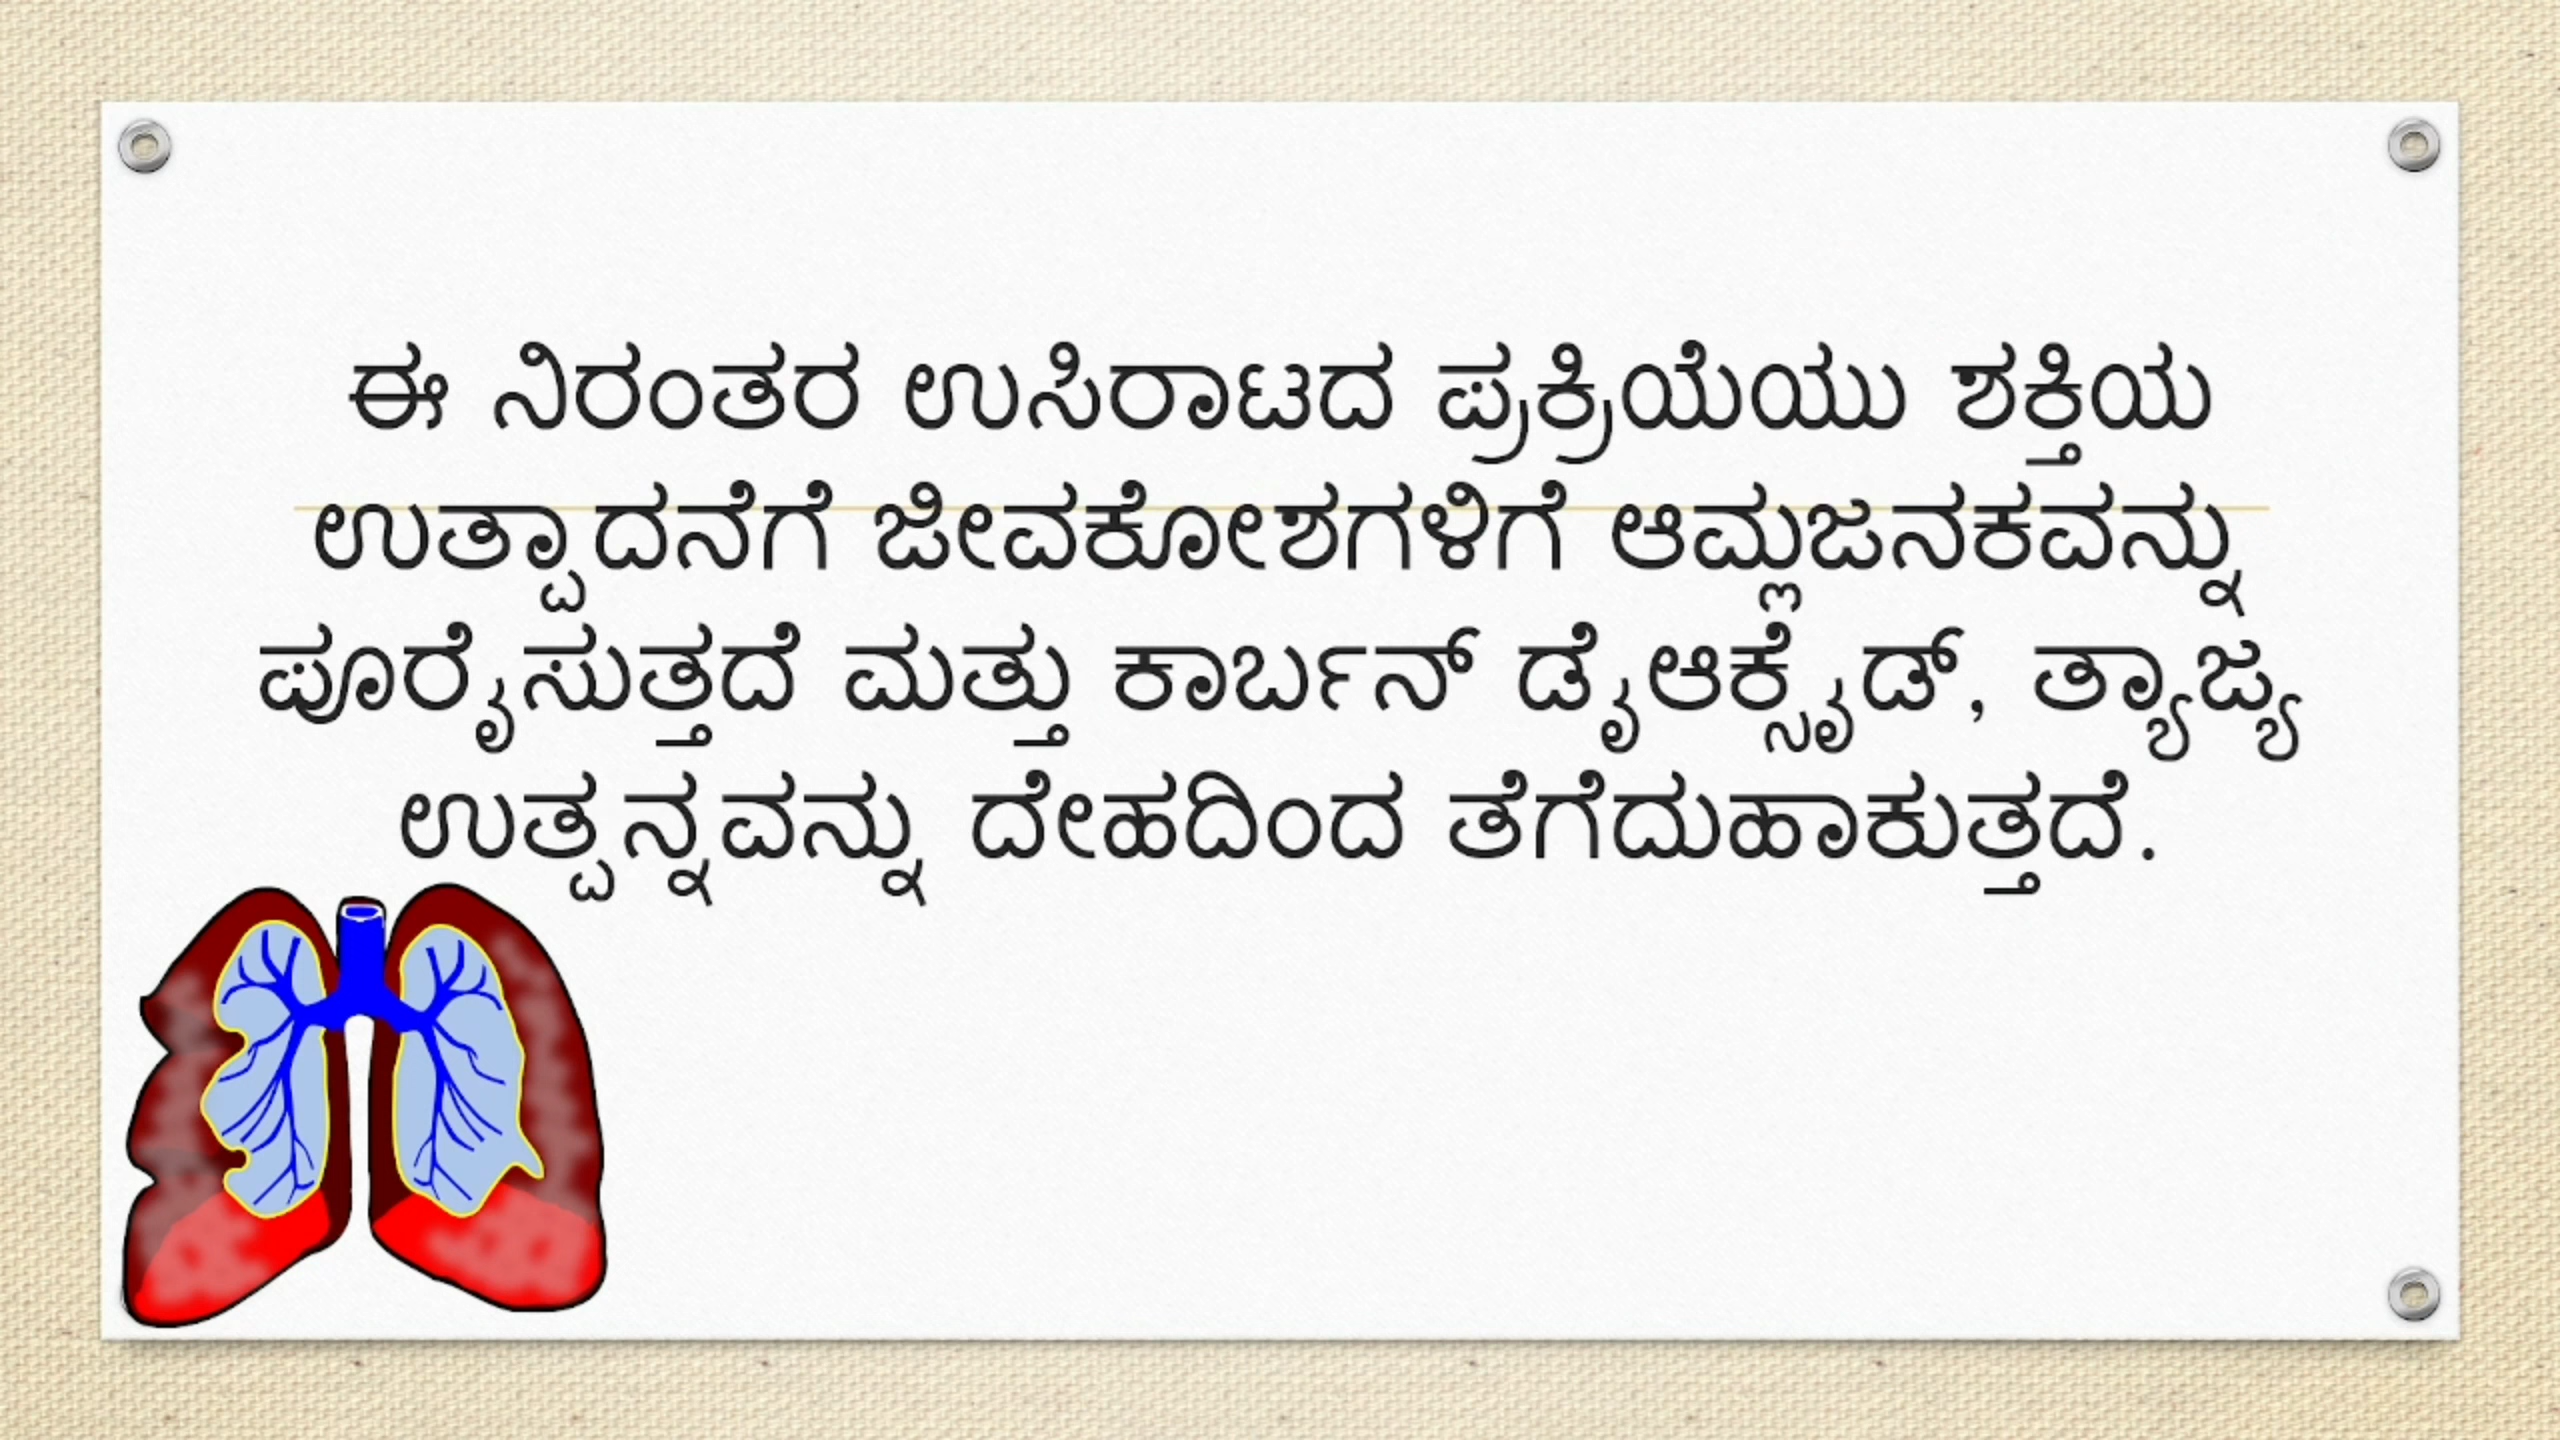 ಈ ನಿರಂತರ ಉಸಿರಾಟದ ಪ್ರಕ್ರಿಯೆಯು ಶಕ್ತಿಯ
ಉತ್ಪಾದನೆಗೆ ಜೀವಕೋಶಗಳಿಗೆ ಆಮ್ಲಜನಕವನ್ನು
ಪೂರೈಸುತ್ತದೆ ಮತ್ತು ಕಾರ್ಬನ್ ಡೈಆಕ್ಸೈಡ್, ತ್ಯಾಜ್ಯ
ಉತ್ಪನ್ನವನ್ನು ದೇಹದಿಂದ ತೆಗೆದುಹಾಕುತ್ತದೆ.